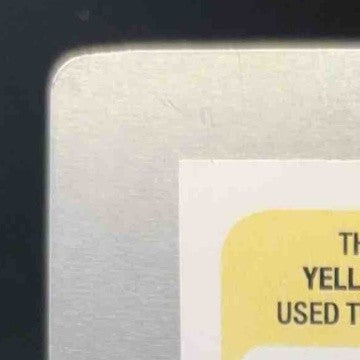 TH
YELL
USED T